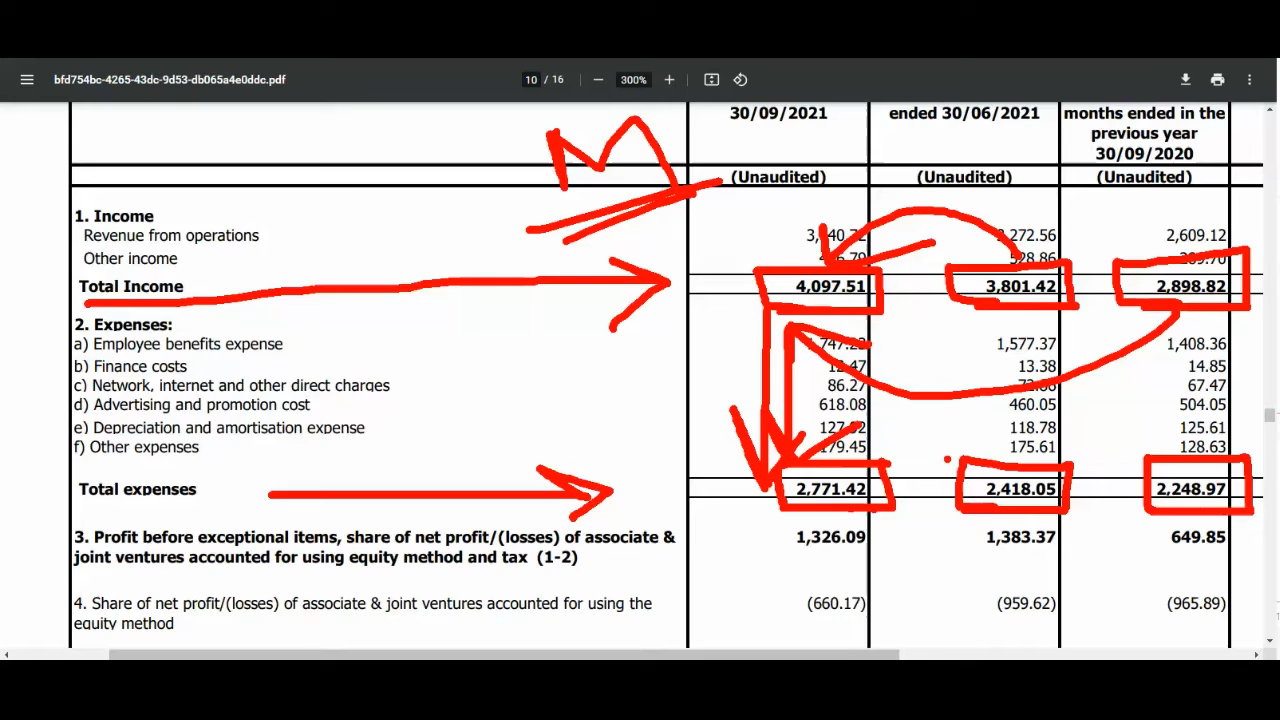 bfd754bc-4265-43dc-9d53-db065a4e0ddc.pdf 10 / 16 300%
30/09/2021 ended 30/06/2021 months ended in the
previous year
30/09/2020
(Unaudited) (Unaudited) (Unaudited)
1. Income
Revenue from operations 2,609.12
Other income
Total Income 4,097.51 3,801.42 2,898.82
2. Expenses:
a) Employee benefits expense 1,577.37 1,408.36
b) Finance costs 13.38 14.85
c) Network, internet and other direct charges 86.27 67.47
d) Advertising and promotion cost 618.08 460.05 504.05
e) Depreciation and amortisation expense 118.78 125.61
f) Other expenses 175.61 128.63
Total expenses 2,771.42 2,418.05 2,248.97
3. Profit before exceptional items, share of net profit/(losses) of associate & 1,326.09 1,383.37 649.85
joint ventures accounted for using equity method and tax (1-2)
4. Share of net profit/(losses) of associate & joint ventures accounted for using the (660.17) (959.62) (965.89)
equity method